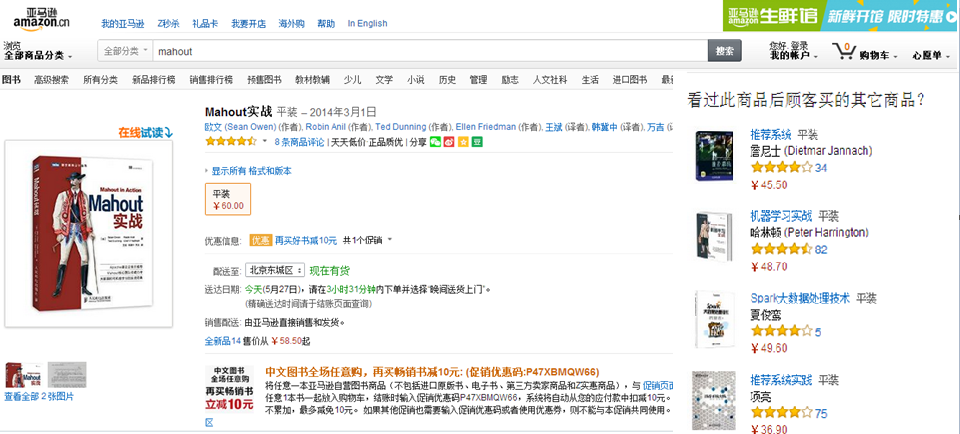 亚马逊
amazon.cn
我的亚马逊 Z秒杀 礼品卡 我要开店 海外购 帮助 In English
亚马逊
amazon 生鲜馆 新鲜开馆 限时特惠
浏览
全部商品分类
全部分类 mahout 搜索
您好, 登录
我的帐户
0 购物车 心愿单
图书 高级搜索 所有分类 新品排行榜 销售排行榜 预售图书 教材教辅 少儿 文学 小说 历史 管理 励志 人文社科 生活 进口图书
在线试读
Mahout in Action
Mahout
实战
查看全部 2 张图片
Mahout实战 平装 – 2014年3月1日
欧文 (Sean Owen) (作者), Robin Anil (作者), Ted Dunning (作者), Ellen Friedman (作者), 王斌 (译者), 韩冀中 (译者), 万吉 (
8 条商品评论 | 天天低价·正品质优 | 分享
显示所有 格式和版本
平装
￥60.00
优惠信息: 优惠 再买好书减10元 共1个促销
配送至: 北京东城区 现在有货
送达日期: 今天(5月27日)，请在3小时31分钟内下单并选择“晚间送货上门”。
(精确送达时间请于结账页面查询)
销售配送: 由亚马逊直接销售和发货。
全新品14 售价从￥58.50起
中文图书
全场任意购
再买畅销书
立减10元
中文图书全场任意购，再买畅销书减10元: (促销优惠码:P47XBMQW66)
将任意一本亚马逊自营图书商品（不包括进口原版书、电子书、第三方卖家商品和Z实惠商品），与 促销页面
任意1本书一起放入购物车，结账时输入促销优惠码P47XBMQW66，系统将自动从您的应付款中扣减10元。
不累加，最多减免10元。如果其他促销也需要输入促销优惠码或者使用优惠券，则不能与本促销共同使用。
看过此商品后顾客买的其它商品？
推荐系统 平装
詹尼士 (Dietmar Jannach)
34
￥45.50
机器学习实战 平装
哈林顿 (Peter Harrington)
82
￥48.70
Spark大数据处理技术 平装
夏俊鸾
5
￥49.60
推荐系统实践 平装
项亮
75
￥36.90